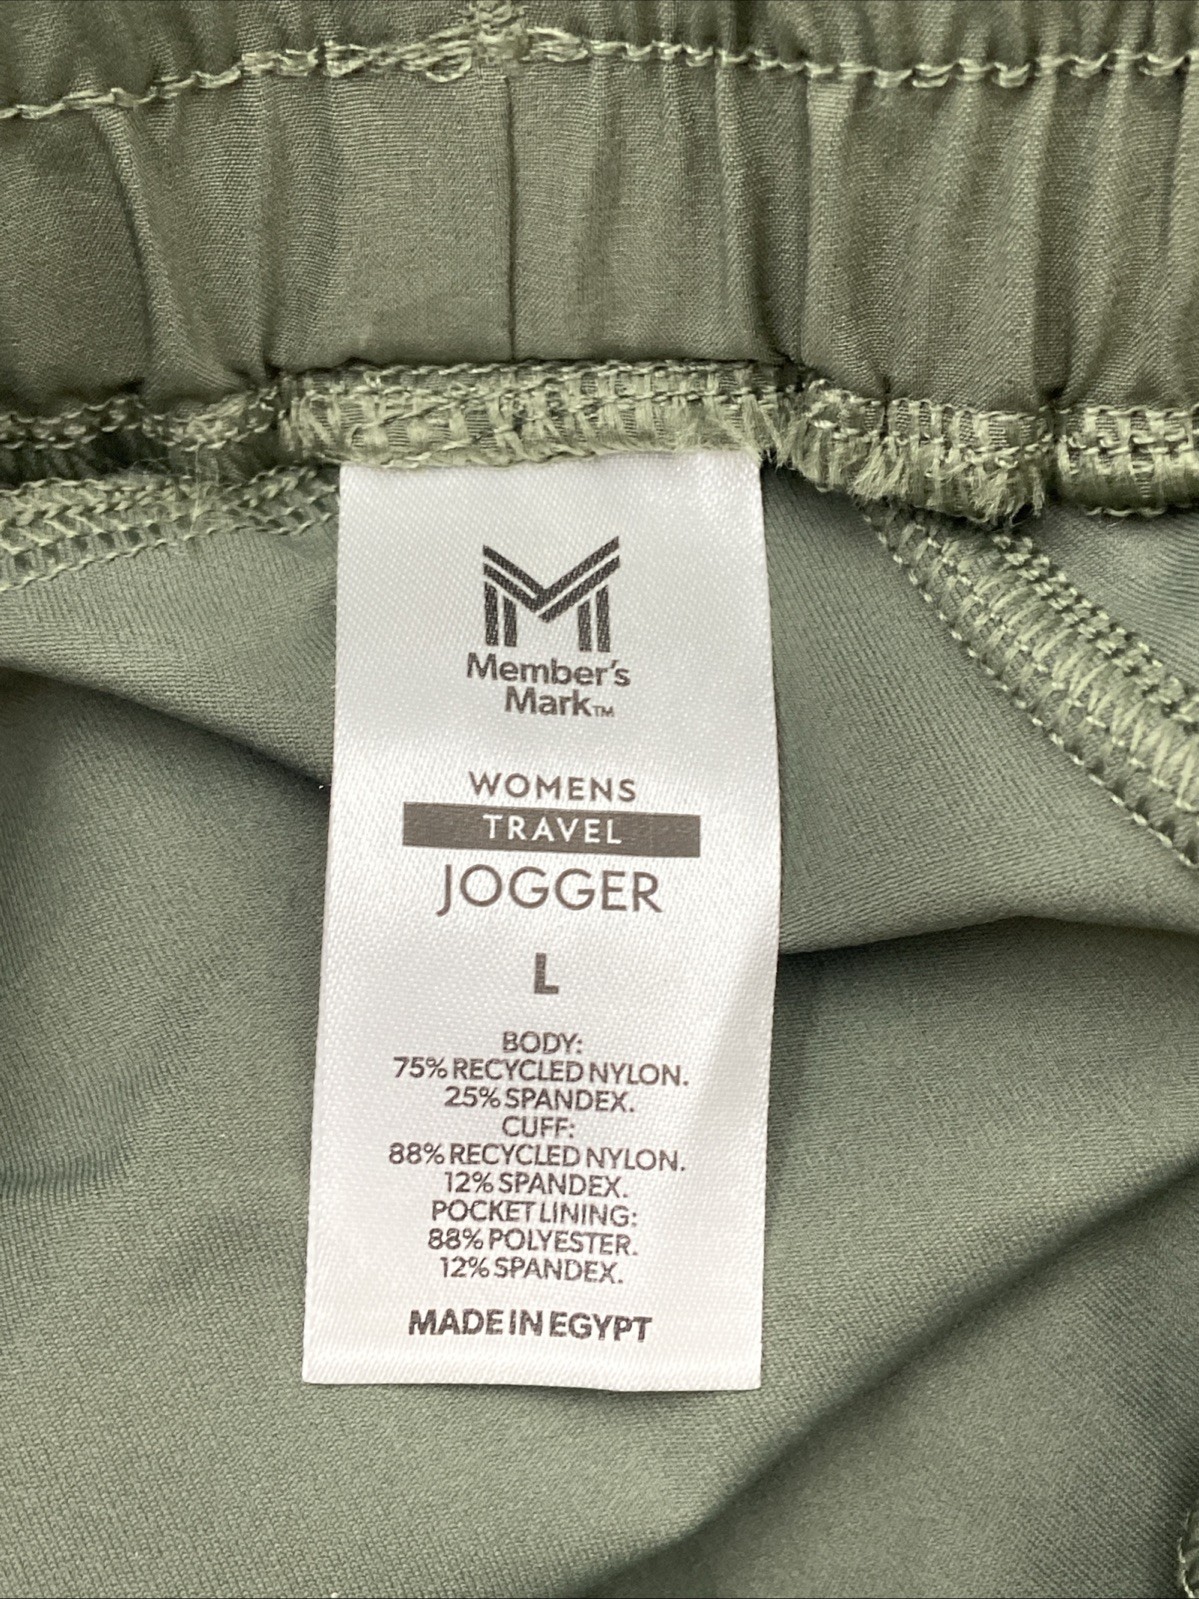 Member's
Mark™
WOMENS
TRAVEL
JOGGER
L
BODY:
75% RECYCLED NYLON.
25% SPANDEX.
CUFF:
88% RECYCLED NYLON.
12% SPANDEX.
POCKET LINING:
88% POLYESTER.
12% SPANDEX.
MADE IN EGYPT